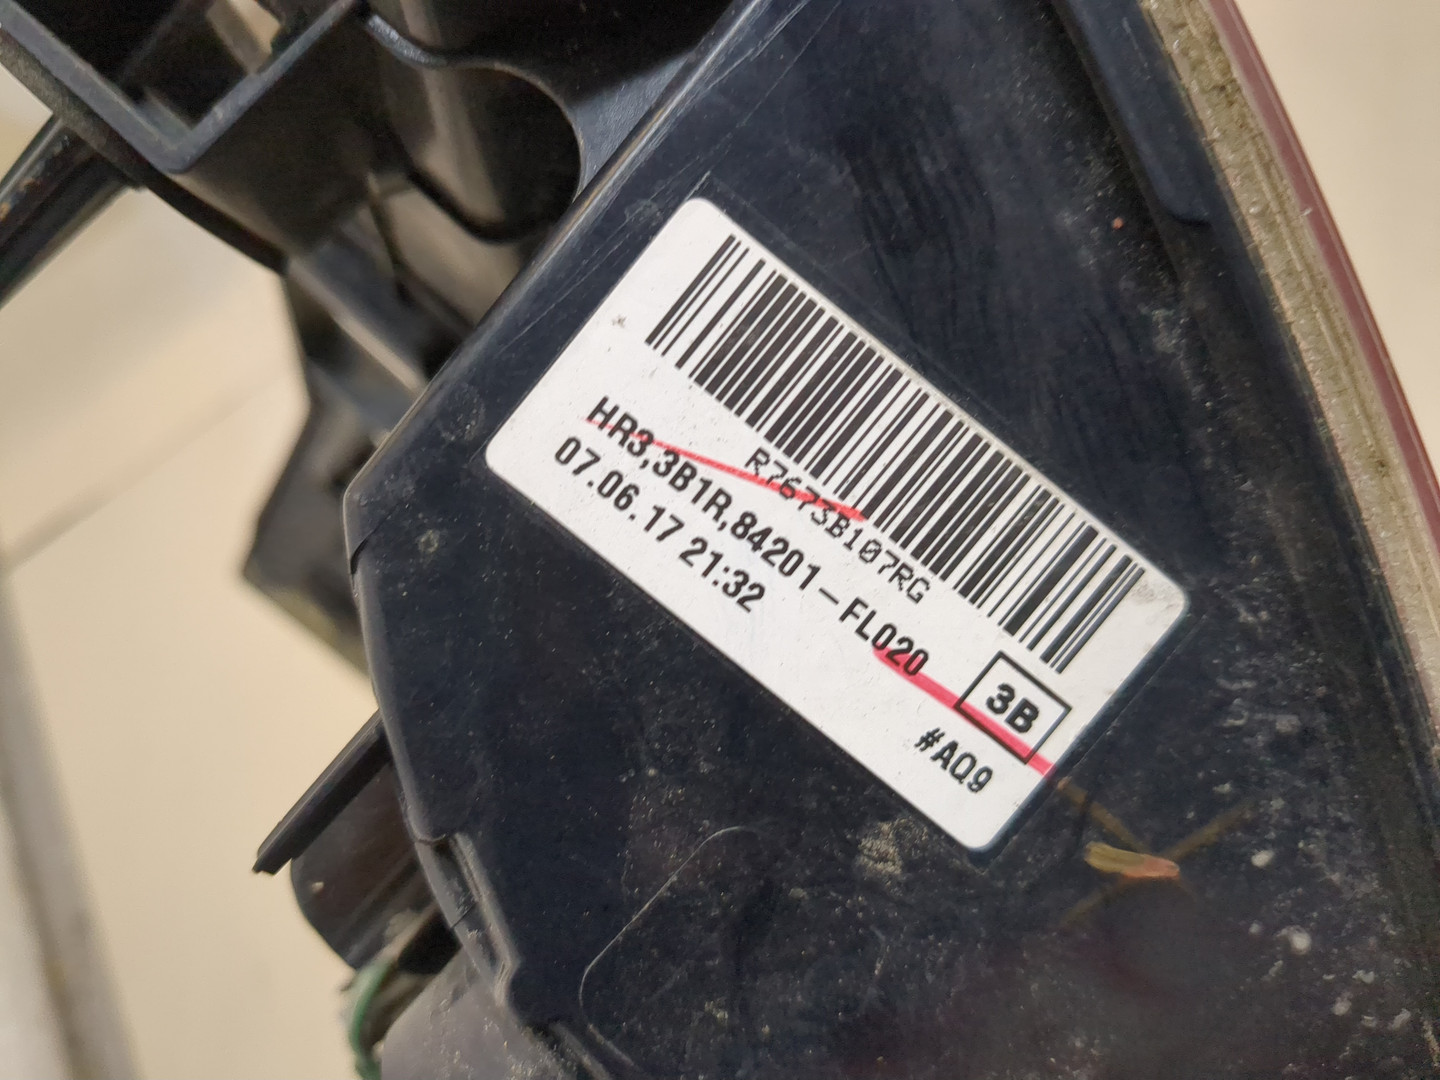 R7673B107RG
HR3,3B1R,84201-FL020
07.06.17 21:32
3B
#AQ9